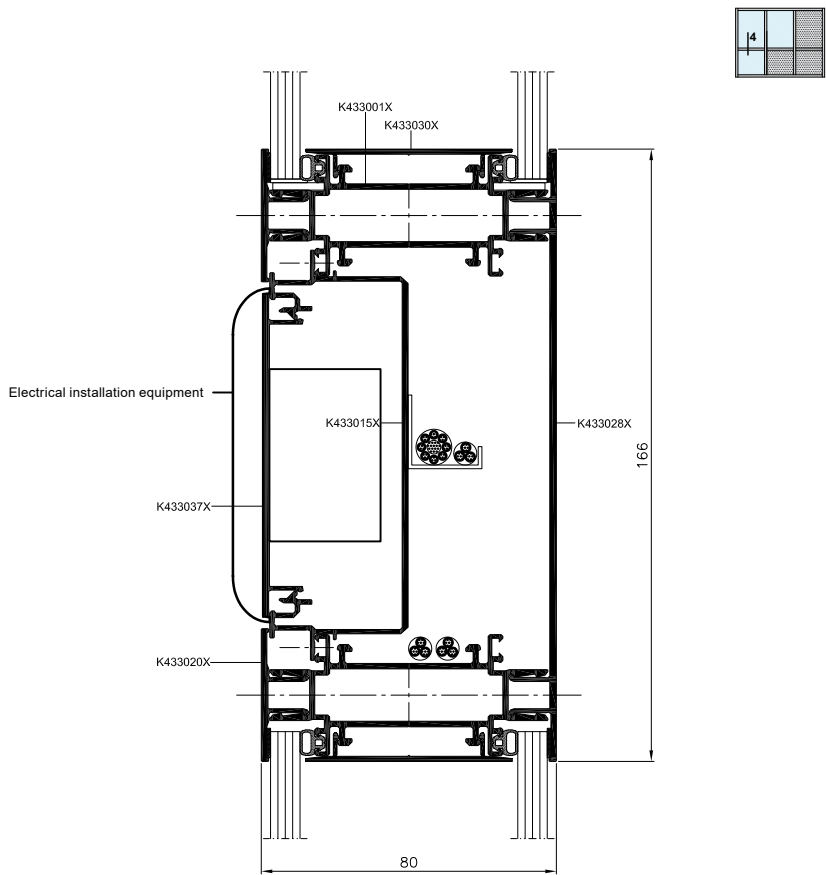 4
K433001X
K433030X
Electrical installation equipment
K433015X
K433028X
166
K433037X
K433020X
80